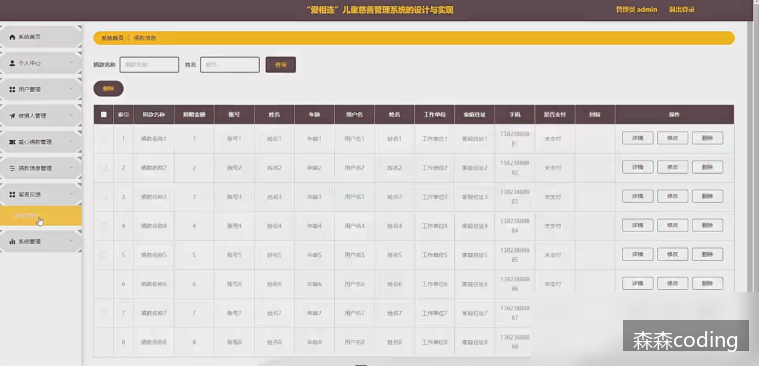 “爱相连”儿童慈善管理系统的设计与实现
管理员 admin 退出登录
系统首页
个人中心
用户管理
被捐人管理
爱心捐款管理
捐款信息管理
留言反馈
系统管理
系统首页 捐款信息
捐款名称 捐款名称 姓名 姓名 查询
删除
索引 捐款名称 捐赠金额 账号 姓名 年龄 用户名 姓名 工作单位 家庭住址 手机 是否支付 回复 操作
1 捐款名称1 1 账号1 姓名1 年龄1 用户名1 姓名1 工作单位1 家庭住址1 13823888881 未支付 详情 修改 删除
2 捐款名称2 2 账号2 姓名2 年龄2 用户名2 姓名2 工作单位2 家庭住址2 13823888882 未支付 详情 修改 删除
3 捐款名称3 3 账号3 姓名3 年龄3 用户名3 姓名3 工作单位3 家庭住址3 13823888883 未支付 详情 修改 删除
4 捐款名称4 4 账号4 姓名4 年龄4 用户名4 姓名4 工作单位4 家庭住址4 13823888884 未支付 详情 修改 删除
5 捐款名称5 5 账号5 姓名5 年龄5 用户名5 姓名5 工作单位5 家庭住址5 13823888885 未支付 详情 修改 删除
6 捐款名称6 6 账号6 姓名6 年龄6 用户名6 姓名6 工作单位6 家庭住址6 13823888886 未支付 详情 修改 删除
7 捐款名称7 7 账号7 姓名7 年龄7 用户名7 姓名7 工作单位7 家庭住址7 13823888887
8 捐款名称8 8 账号8 姓名8 年龄8 用户名8 姓名8 工作单位8 家庭住址8 13823888888
森森coding